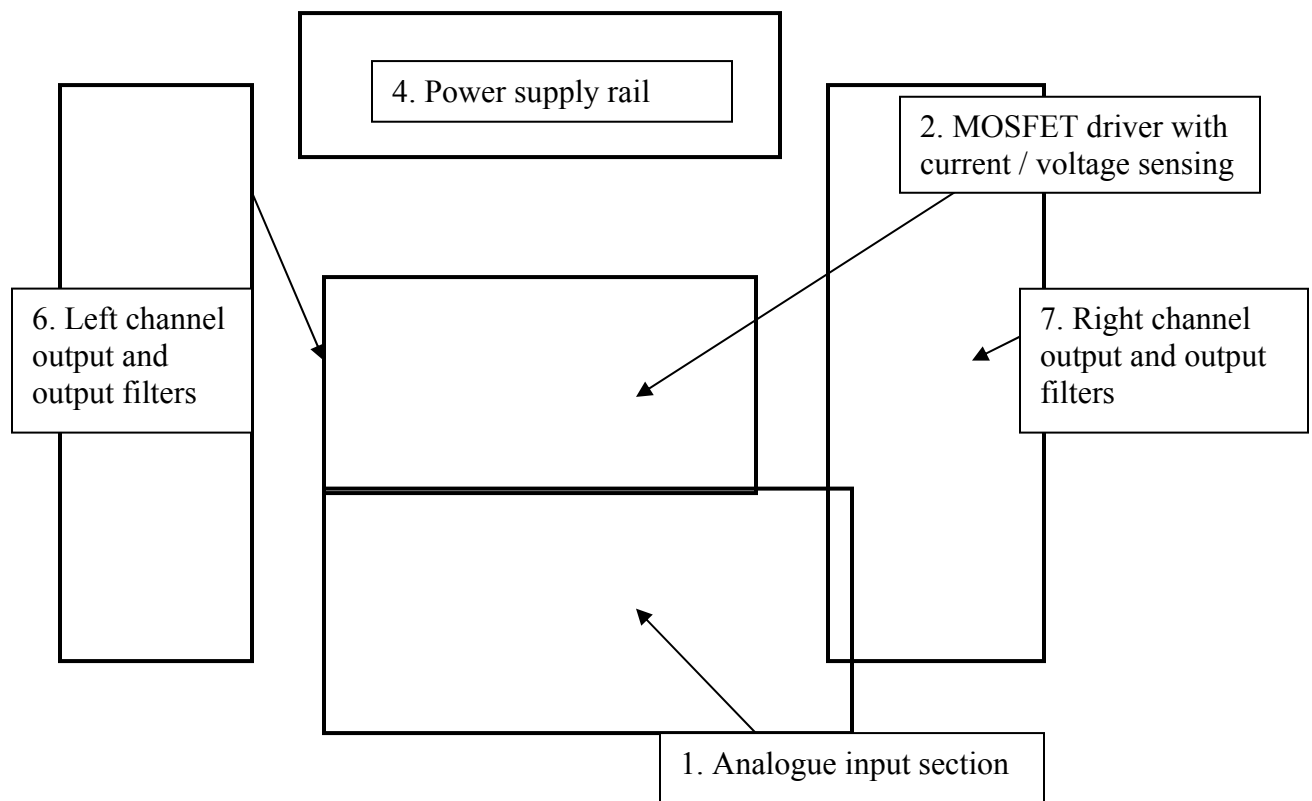 4. Power supply rail
2. MOSFET driver with
current / voltage sensing
6. Left channel
output and
output filters
7. Right channel
output and output
filters
1. Analogue input section